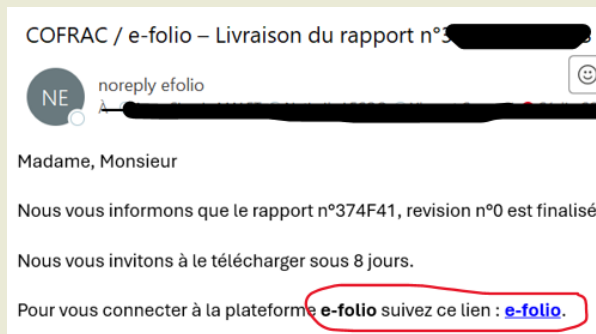 COFRAC / e-folio – Livraison du rapport n°3
NE
noreply efolio
À
Madame, Monsieur
Nous vous informons que le rapport n°374F41, revision n°0 est finalisé
Nous vous invitons à le télécharger sous 8 jours.
Pour vous connecter à la plateforme e-folio suivez ce lien : e-folio.